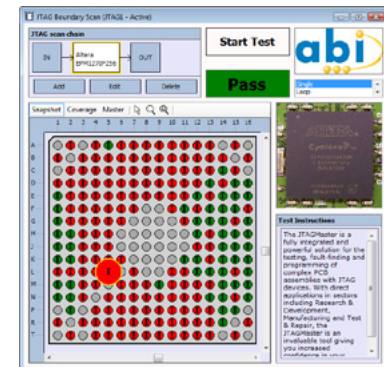 JTAG Boundary Scan (JTAG) - Active)
JTAG scan-chain
IN
Altera
EPM1270F256
OUT
Add
Edit
Delete
Start Test
Pass
abi
Single
Loop
Snapshot
Coverage
Master
1 2 3 4 5 6 7 8 9 10 11 12 13 14 15 16
A
B
C
D
E
F
G
H
J
K
L
M
N
P
R
T
I
Cyclone
Test Instructions
The JTAGMaster is a
fully integrated and
powerful solution for the
testing, fault-finding and
programming of
complex PCB
assemblies with JTAG
devices. With direct
applications in sectors
including Research &
Development,
Manufacturing and Test
& Repair, the
JTAGMaster is an
invaluable tool giving
you increased
confidence in your